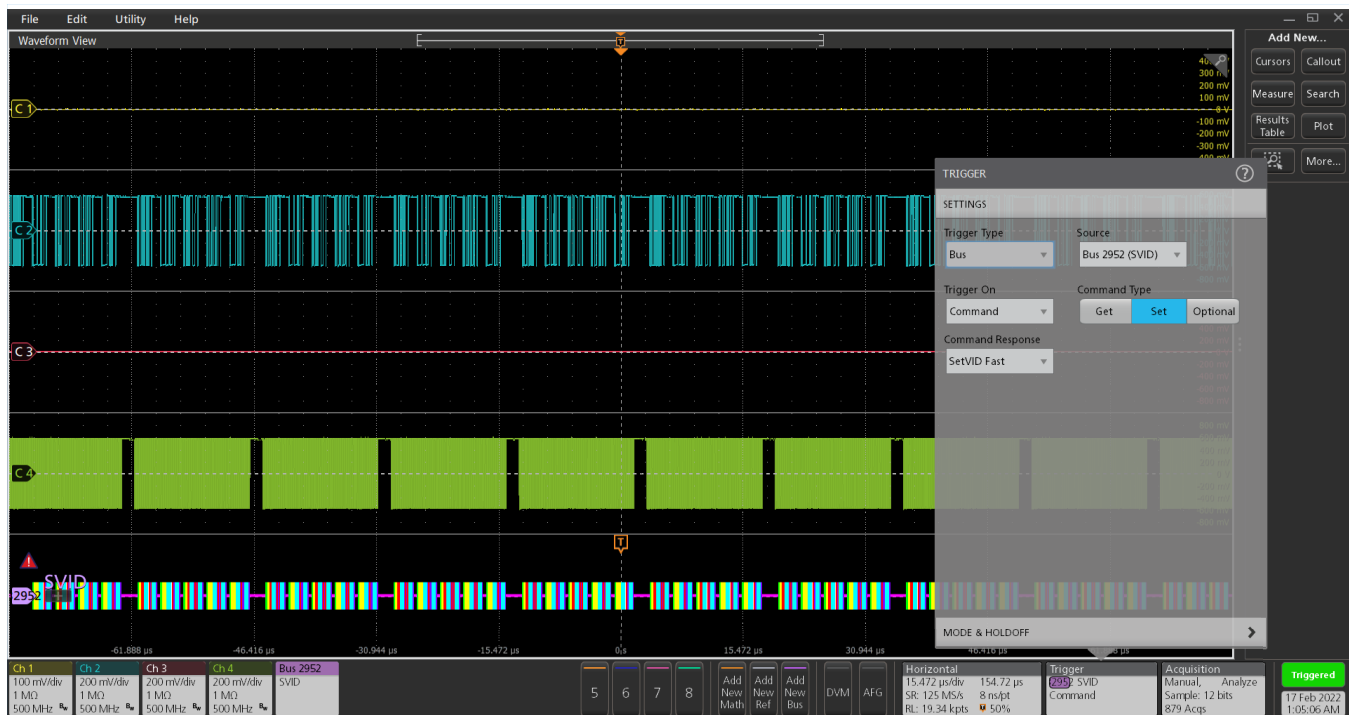 File Edit Utility Help
Waveform View
Add New...
Cursors Callout
Measure Search
Results Table Plot
More...
T
300 mV
200 mV
100 mV
-100 mV
-200 mV
-300 mV
C 1
C 2
C 3
C 4
TRIGGER
?
SETTINGS
Trigger Type Source
Bus Bus 2952 (SVID)
Trigger On Command Type
Command Get Set Optional
Command Response
SetVID Fast
MODE & HOLDOFF
T
SVID
2952
-61.888 µs -46.416 µs -30.944 µs -15.472 µs 0 s 15.472 µs 30.944 µs 46.416 µs
Ch 1
100 mV/div
1 MΩ
500 MHz Bw
Ch 2
200 mV/div
1 MΩ
500 MHz Bw
Ch 3
200 mV/div
1 MΩ
500 MHz Bw
Ch 4
200 mV/div
1 MΩ
500 MHz Bw
Bus 2952
SVID
5 6 7 8
Add New Math
Add New Ref
Add New Bus
DVM AFG
Horizontal
15.472 µs/div 154.72 µs
SR: 125 MS/s 8 ns/pt
RL: 19.34 kpts 50%
Trigger
2952 SVID
Command
Acquisition
Manual, Analyze
Sample: 12 bits
879 Acqs
Triggered
17 Feb 2022
1:05:06 AM